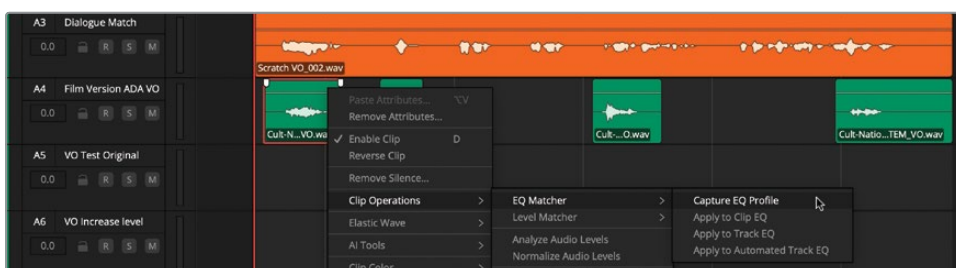 A3 Dialogue Match
0.0 R S M
Scratch VO_002.wav
A4 Film Version ADA VO
0.0 R S M
Cult-N...VO.wa
Cult-...O.wav
Cult-Natio...TEM_VO.wav
A5 VO Test Original
0.0 R S M
A6 VO Increase level
0.0 R S M
Paste Attributes... ⌥V
Remove Attributes...
✓ Enable Clip D
Reverse Clip
Remove Silence...
Clip Operations >
Elastic Wave >
AI Tools >
Clip Color >
EQ Matcher >
Level Matcher >
Analyze Audio Levels
Normalize Audio Levels
Capture EQ Profile
Apply to Clip EQ
Apply to Track EQ
Apply to Automated Track EQ